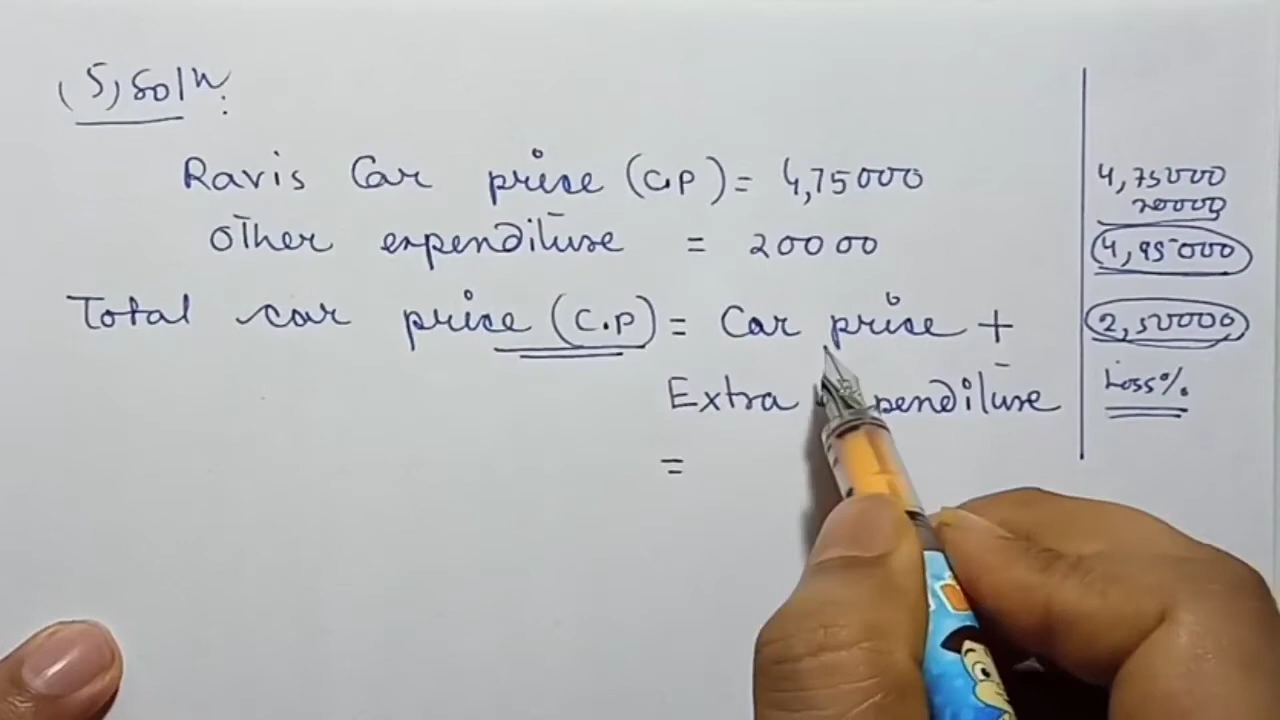 (5) Soln:
Ravis Car price (C.P) = 4,75000
Other expenditure = 20000
Total car price (C.P) = Car price +
Extra penditure
=
4,75000
20000
4,95000
2,50000
Loss%.